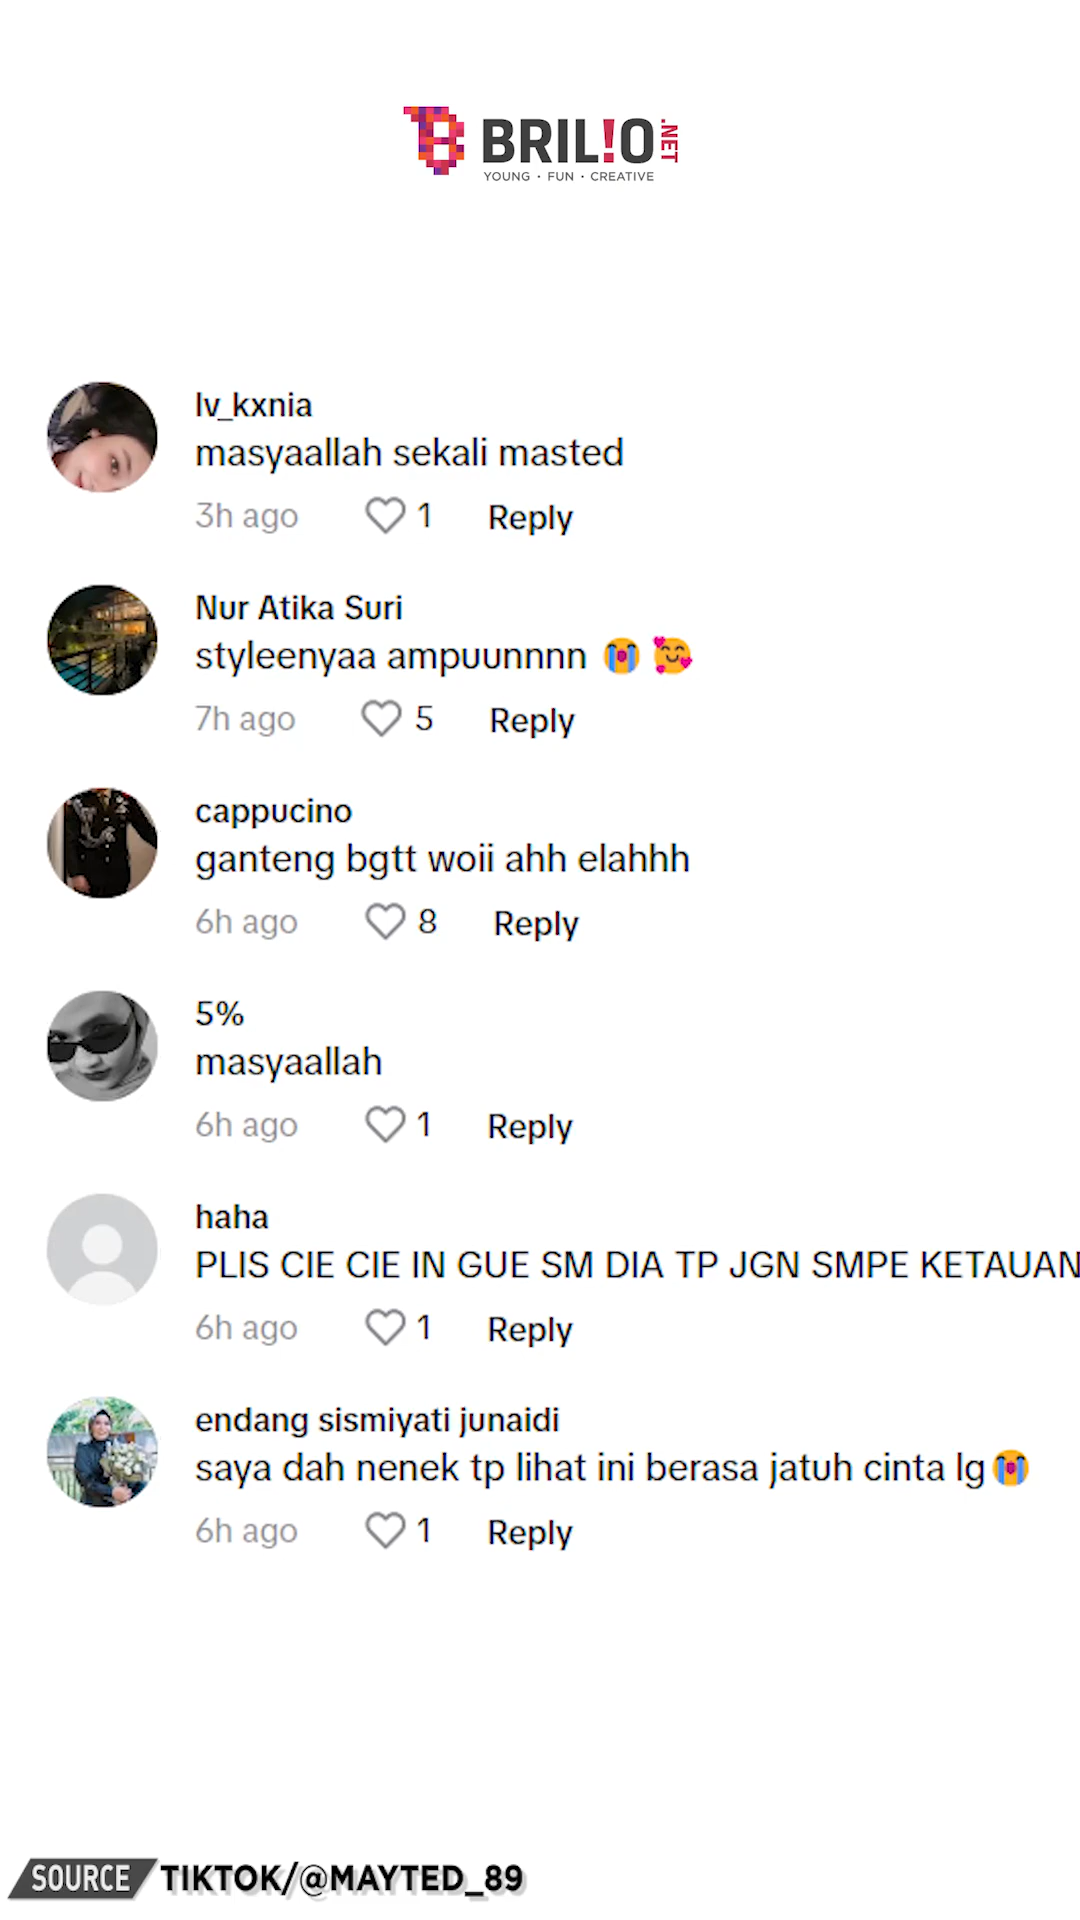 BRIL!O.NET
YOUNG · FUN · CREATIVE
lv_kxnia
masyaallah sekali masted
3h ago 1 Reply
Nur Atika Suri
styleenyaa ampuunnnn 😭 🥰
7h ago 5 Reply
cappucino
ganteng bgtt woii ahh elahhh
6h ago 8 Reply
5%
masyaallah
6h ago 1 Reply
haha
PLIS CIE CIE IN GUE SM DIA TP JGN SMPE KETAUAN
6h ago 1 Reply
endang sismiyati junaidi
saya dah nenek tp lihat ini berasa jatuh cinta lg😭
6h ago 1 Reply
SOURCE TIKTOK/@MAYTED_89